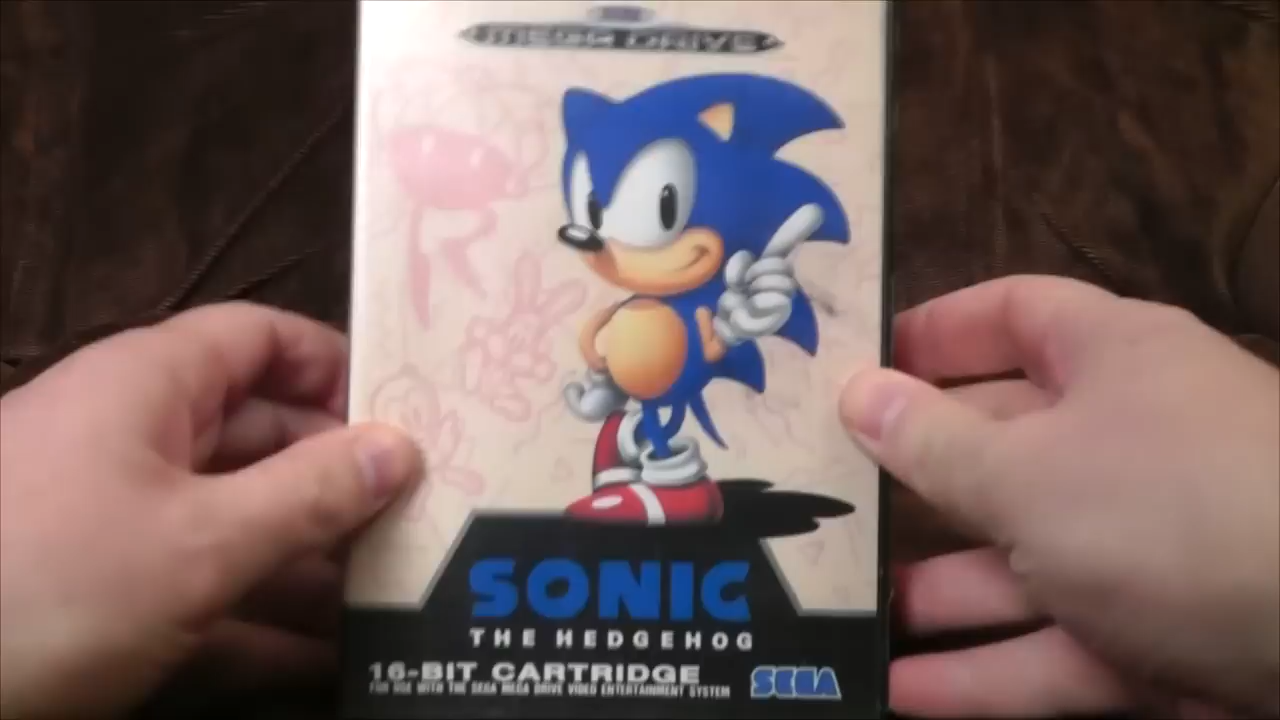 MEGA DRIVE
SONIC
THE HEDGEHOG
16-BIT CARTRIDGE
FOR USE WITH THE SEGA MEGA DRIVE VIDEO ENTERTAINMENT SYSTEM
SEGA